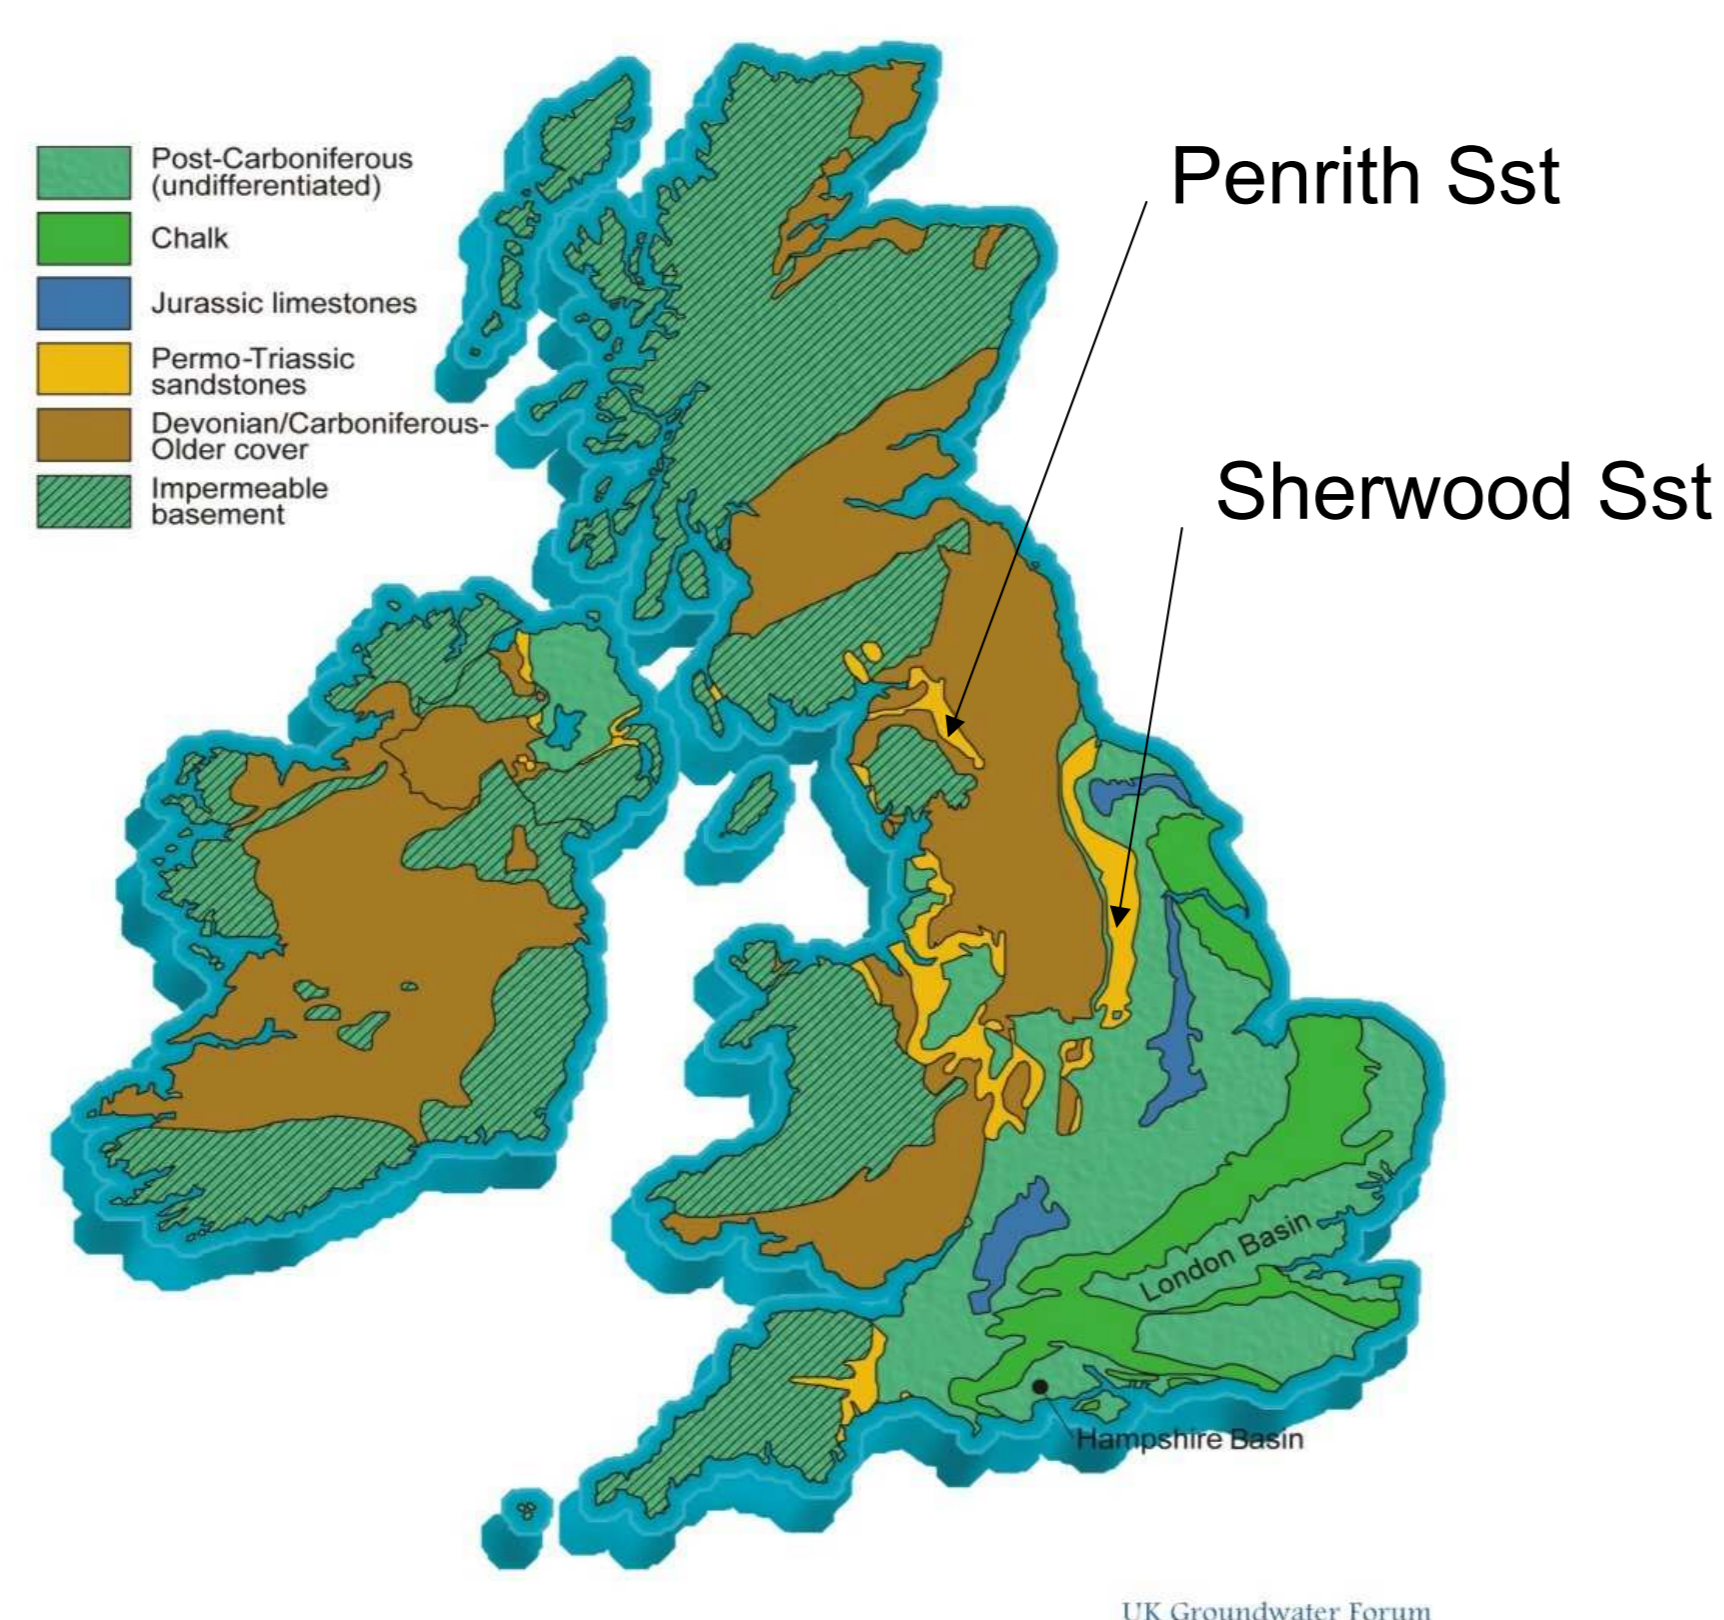 Penrith Sst
Post-Carboniferous
(undifferentiated)
Chalk
Jurassic limestones
Permo-Triassic
sandstones
Devonian/Carboniferous-
Older cover
Impermeable
basement
Sherwood Sst
London Basin
Hampshire Basin
UK Groundwater Forum